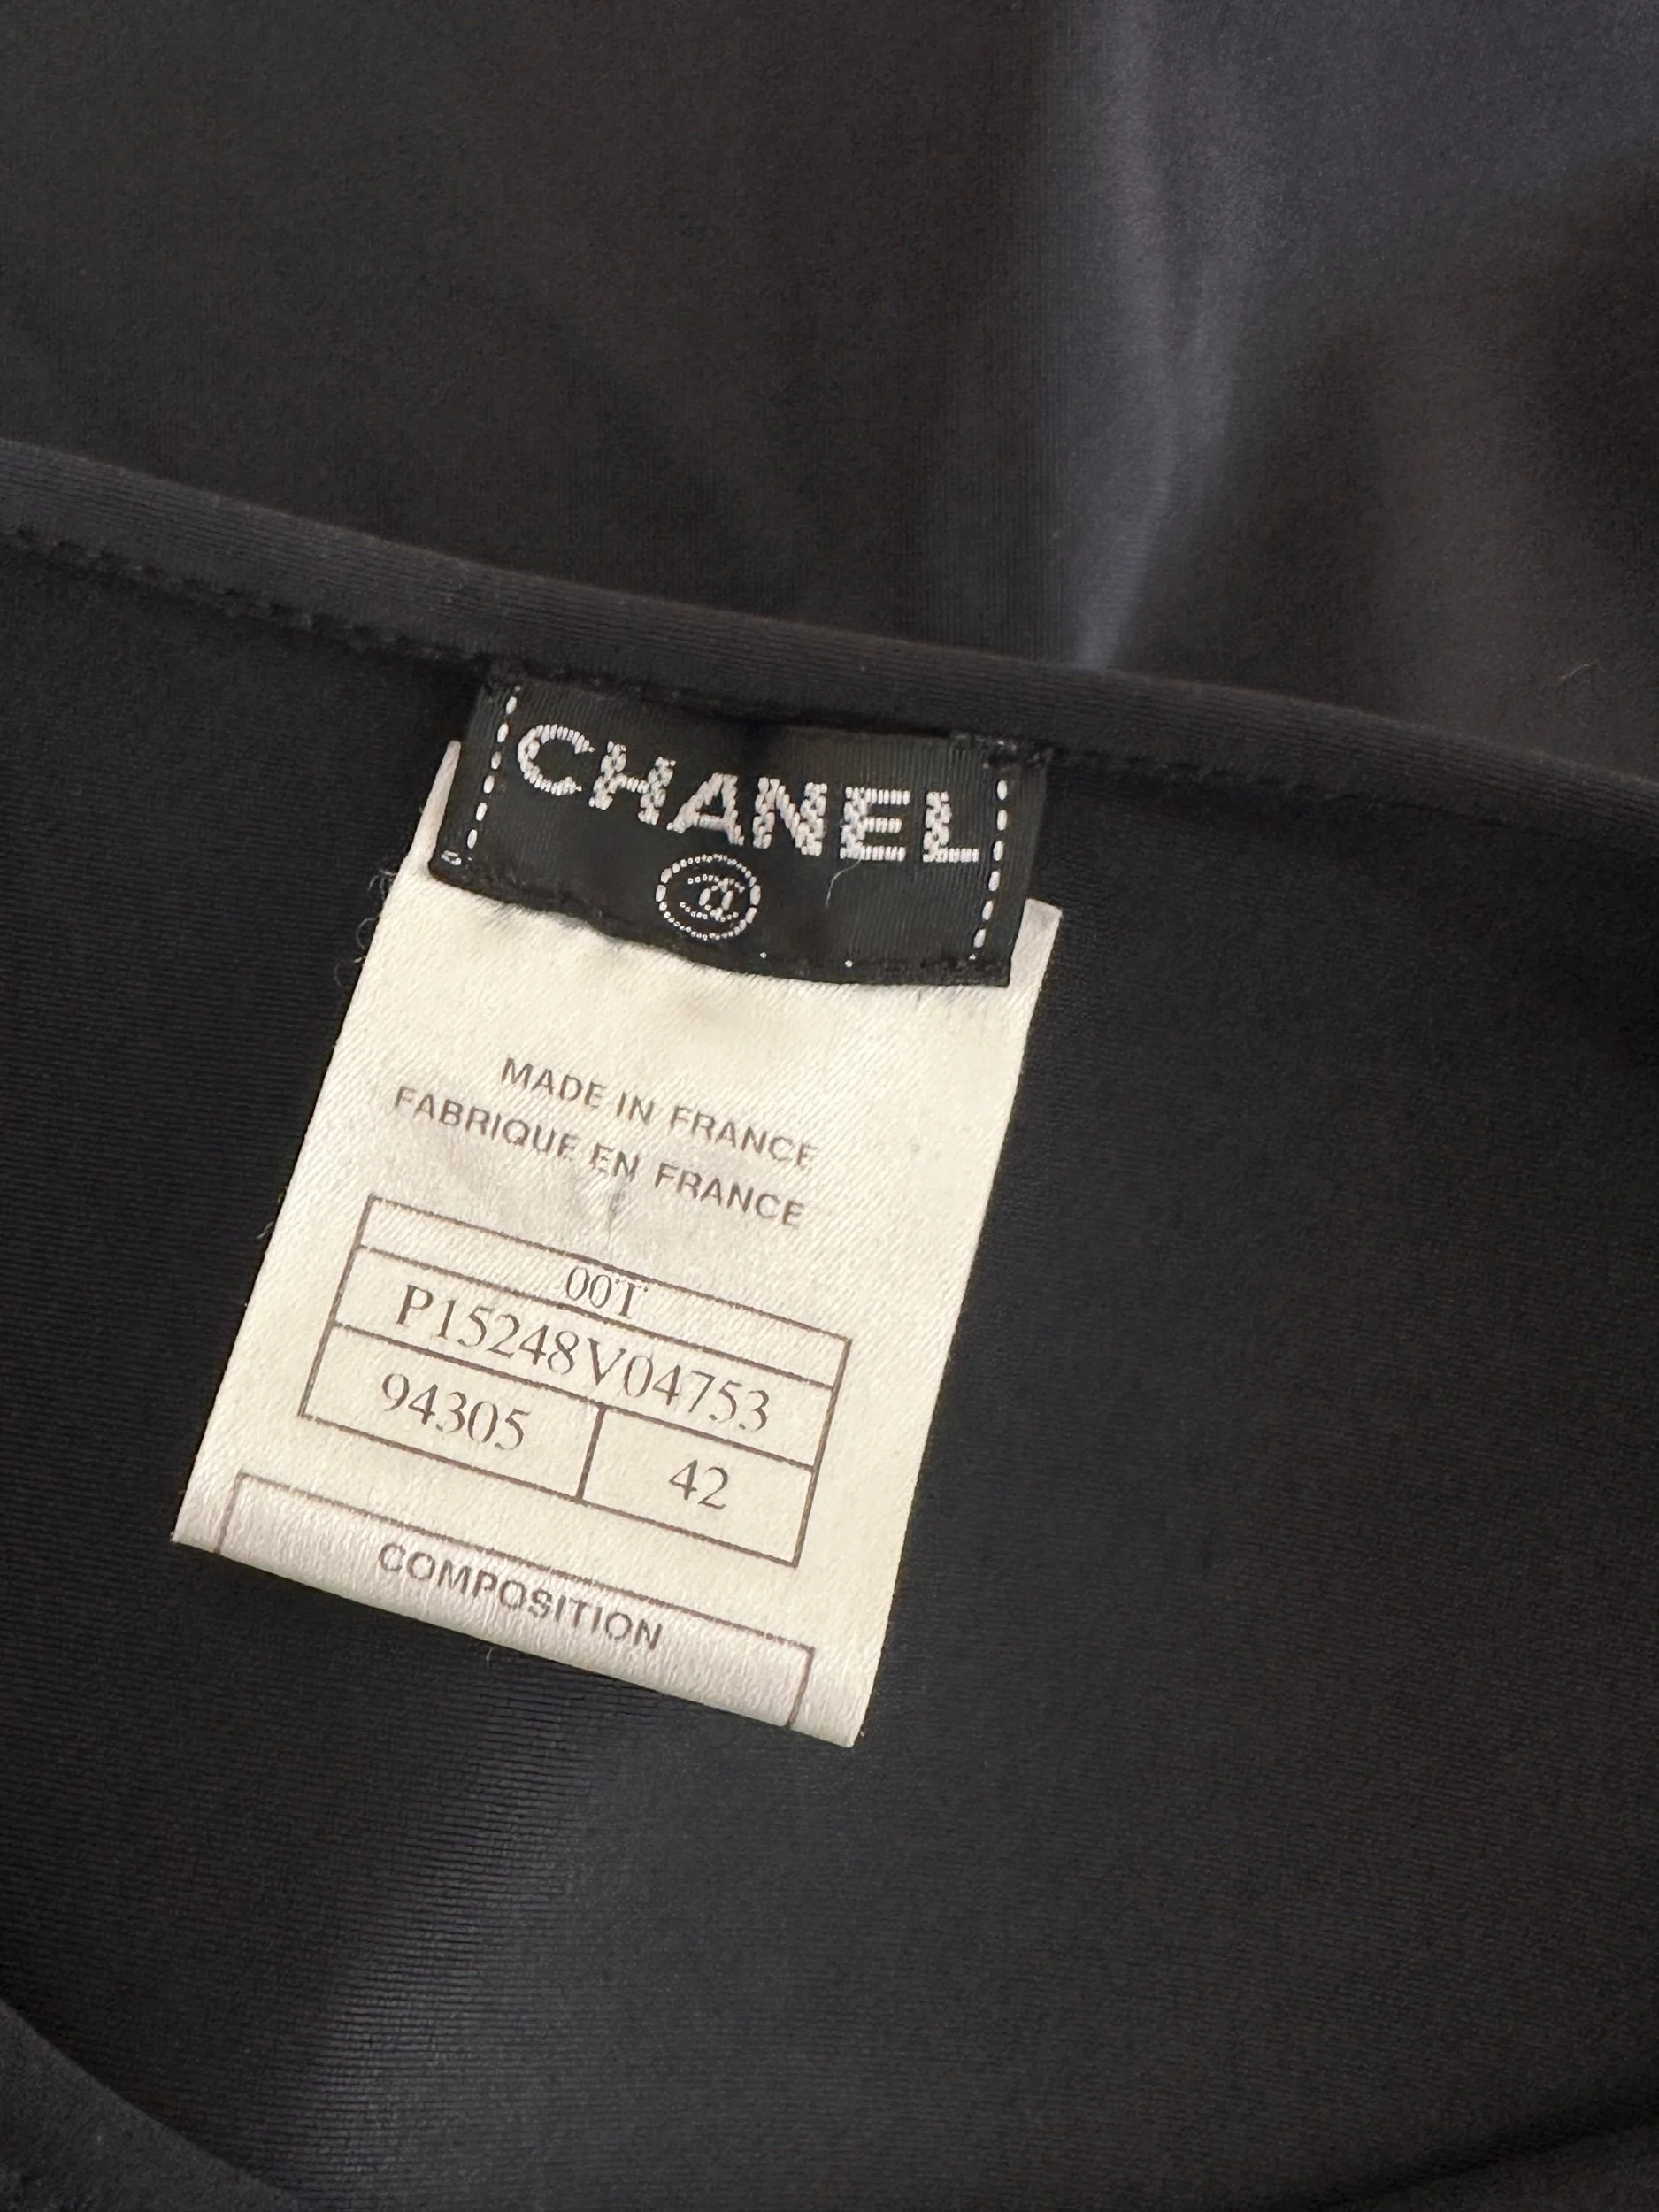 CHANEL
MADE IN FRANCE
FABRIQUE EN FRANCE
00T
P15248V04753
94305 42
COMPOSITION